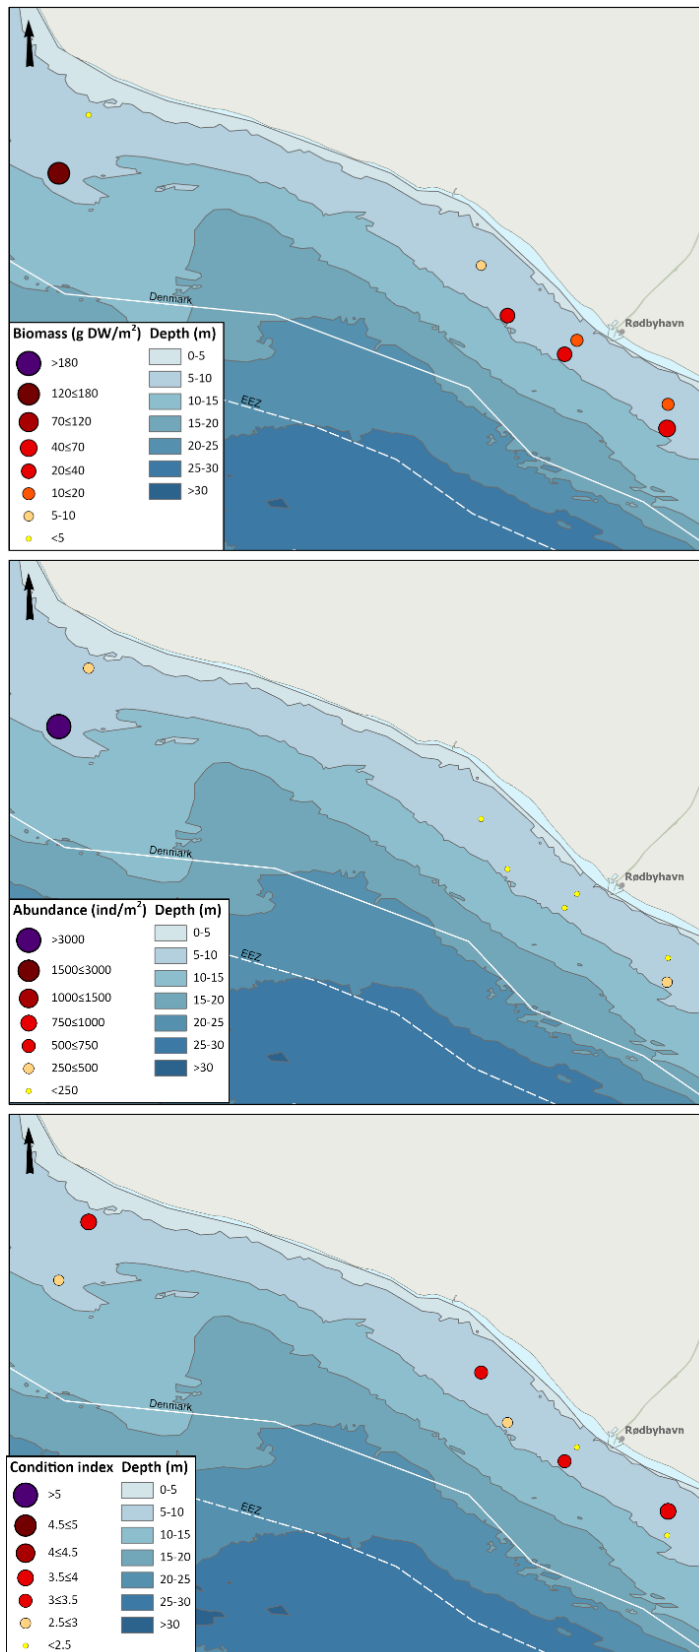 Denmark
Rødbyhavn
EEZ
Biomass (g DW/m²) Depth (m)
>180 0-5
120≤180 5-10
70≤120 10-15
40≤70 15-20
20≤40 20-25
10≤20 25-30
5-10 >30
<5
Denmark
Rødbyhavn
EEZ
Abundance (ind/m²) Depth (m)
>3000 0-5
1500≤3000 5-10
1000≤1500 10-15
750≤1000 15-20
500≤750 20-25
250≤500 25-30
<250 >30
Denmark
Rødbyhavn
EEZ
Condition index Depth (m)
>5 0-5
4.5≤5 5-10
4≤4.5 10-15
3.5≤4 15-20
3≤3.5 20-25
2.5≤3 25-30
<2.5 >30